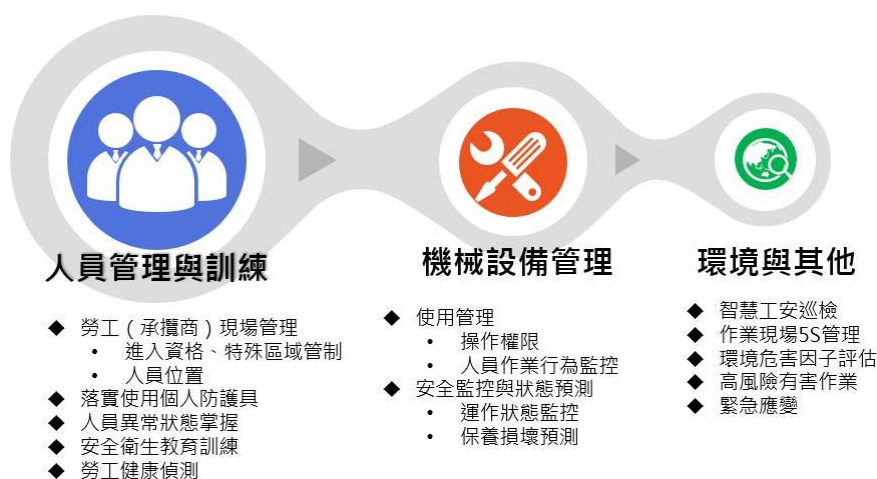 人員管理與訓練
◆ 勞工（承攬商）現場管理
• 進入資格、特殊區域管制
• 人員位置
◆ 落實使用個人防護具
◆ 人員異常狀態掌握
◆ 安全衛生教育訓練
◆ 勞工健康偵測
機械設備管理
◆ 使用管理
• 操作權限
• 人員作業行為監控
◆ 安全監控與狀態預測
• 運作狀態監控
• 保養損壞預測
環境與其他
◆ 智慧工安巡檢
◆ 作業現場5S管理
◆ 環境危害因子評估
◆ 高風險有害作業
◆ 緊急應變